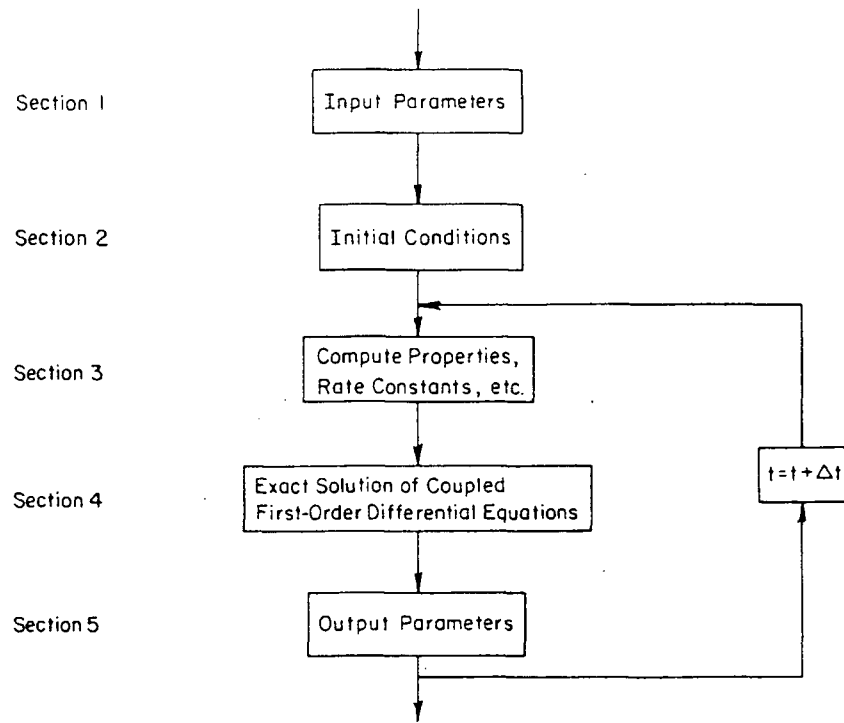 Section 1
Input Parameters
Section 2
Initial Conditions
Section 3
Compute Properties,
Rate Constants, etc.
Section 4
Exact Solution of Coupled
First-Order Differential Equations
t=t+Δt
Section 5
Output Parameters